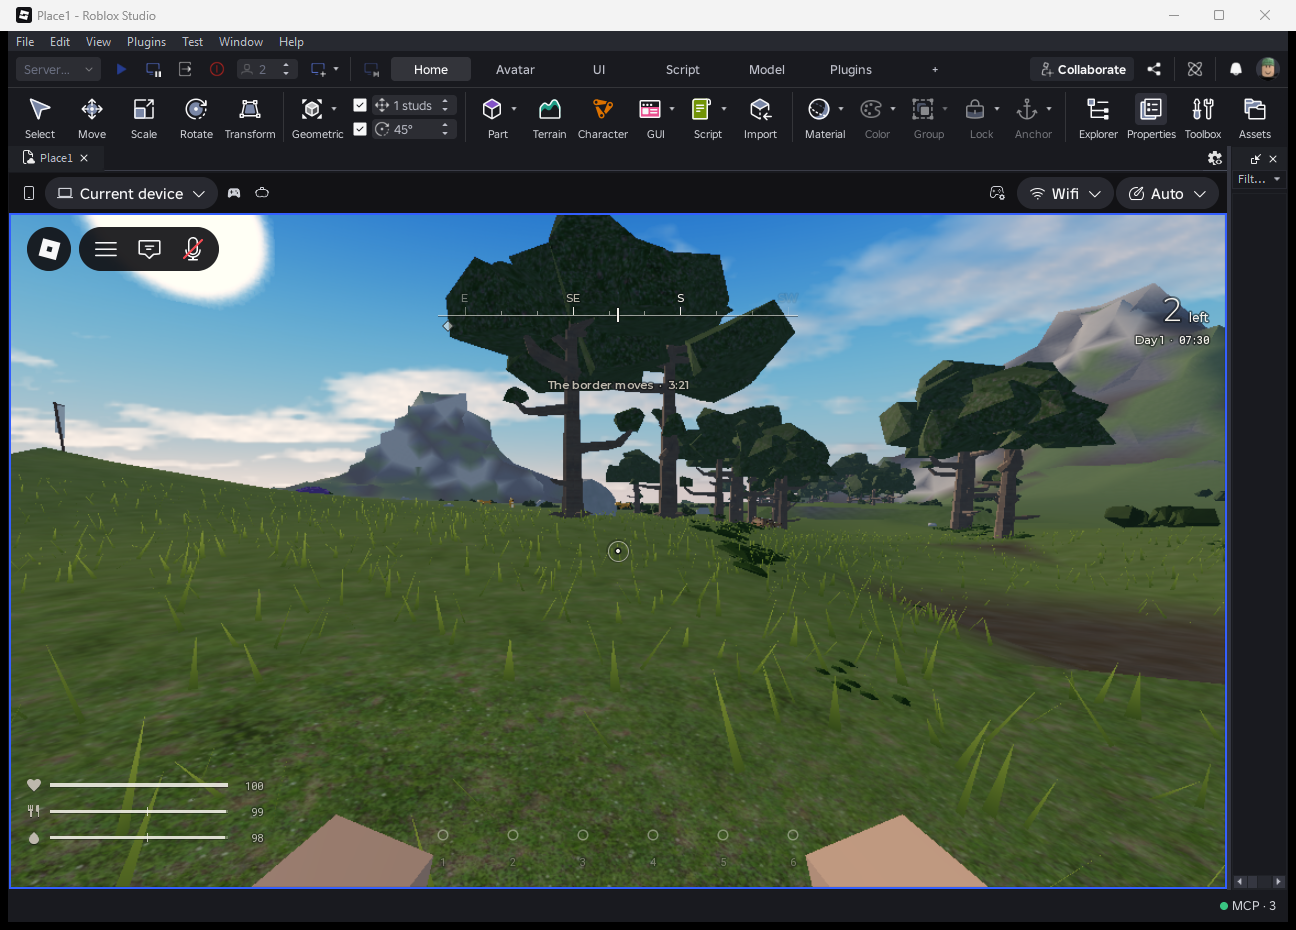 Place1 - Roblox Studio
File Edit View Plugins Test Window Help
Server... 2 Home Avatar UI Script Model Plugins + Collaborate
1 studs
45°
Select Move Scale Rotate Transform Geometric Part Terrain Character GUI Script Import Material Color Group Lock Anchor Explorer Properties Toolbox Assets
Place1
Filt...
Current device Wifi Auto
E SE S
2 left
Day 1 · 07:30
The border moves · 3:21
100
99
98
1 2 3 4 5 6
MCP · 3